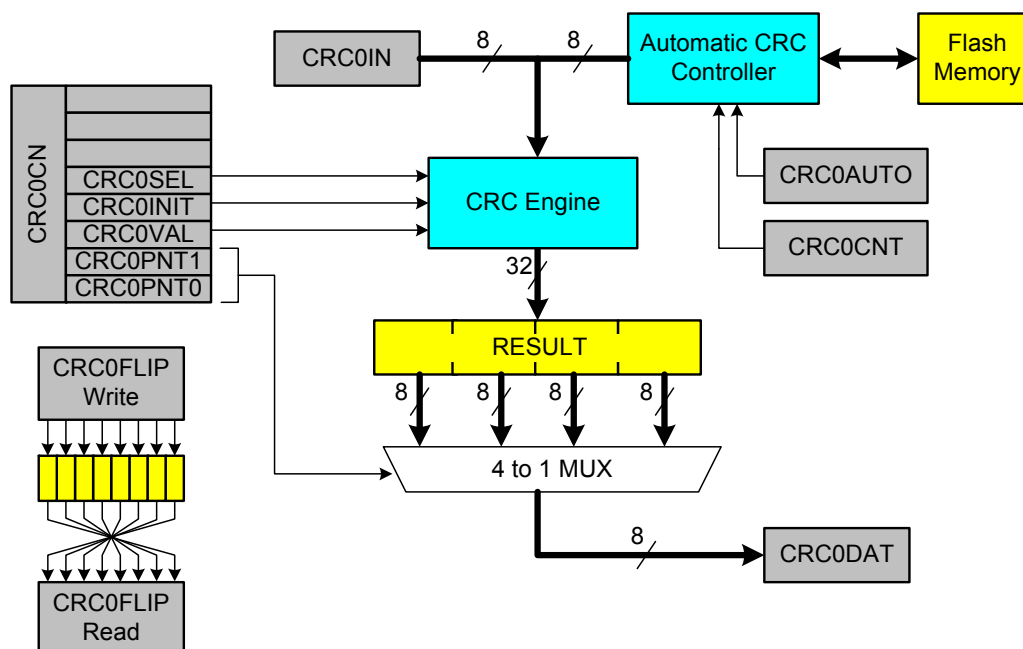 8
8
CRC0IN
Automatic CRC
Controller
Flash
Memory
CRC0CN
CRC0SEL
CRC0INIT
CRC0VAL
CRC0PNT1
CRC0PNT0
CRC Engine
CRC0AUTO
CRC0CNT
32
RESULT
8
8
8
8
4 to 1 MUX
8
CRC0DAT
CRC0FLIP
Write
CRC0FLIP
Read